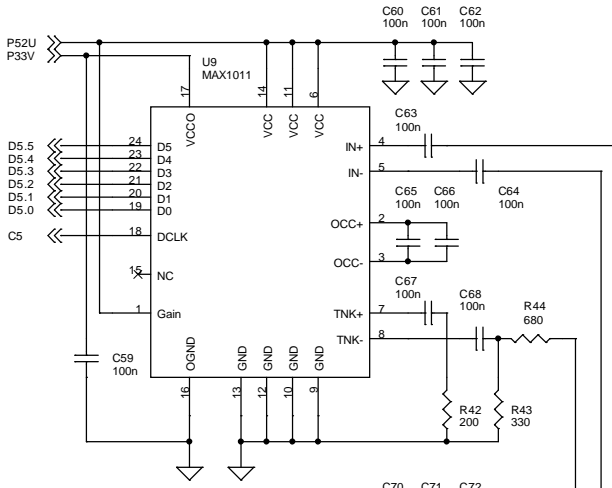 C60 C61 C62
100n 100n 100n
P52U
P33V
U9
MAX1011
17 14 11 6
VCCO VCC VCC VCC
C63
100n
D5.5 24 D5 IN+ 4
D5.4 23 D4
D5.3 22 D3 IN- 5
D5.2 21 D2
D5.1 20 D1
D5.0 19 D0
C65 C66 C64
100n 100n 100n
OCC+ 2
C5 18 DCLK
OCC- 3
15 NC
C67 C68
100n 100n
R44
680
1 Gain TNK+ 7
TNK- 8
C59
100n
OGND GND GND GND GND
16 13 12 10 9
R42 R43
200 330
C70 C71 C72